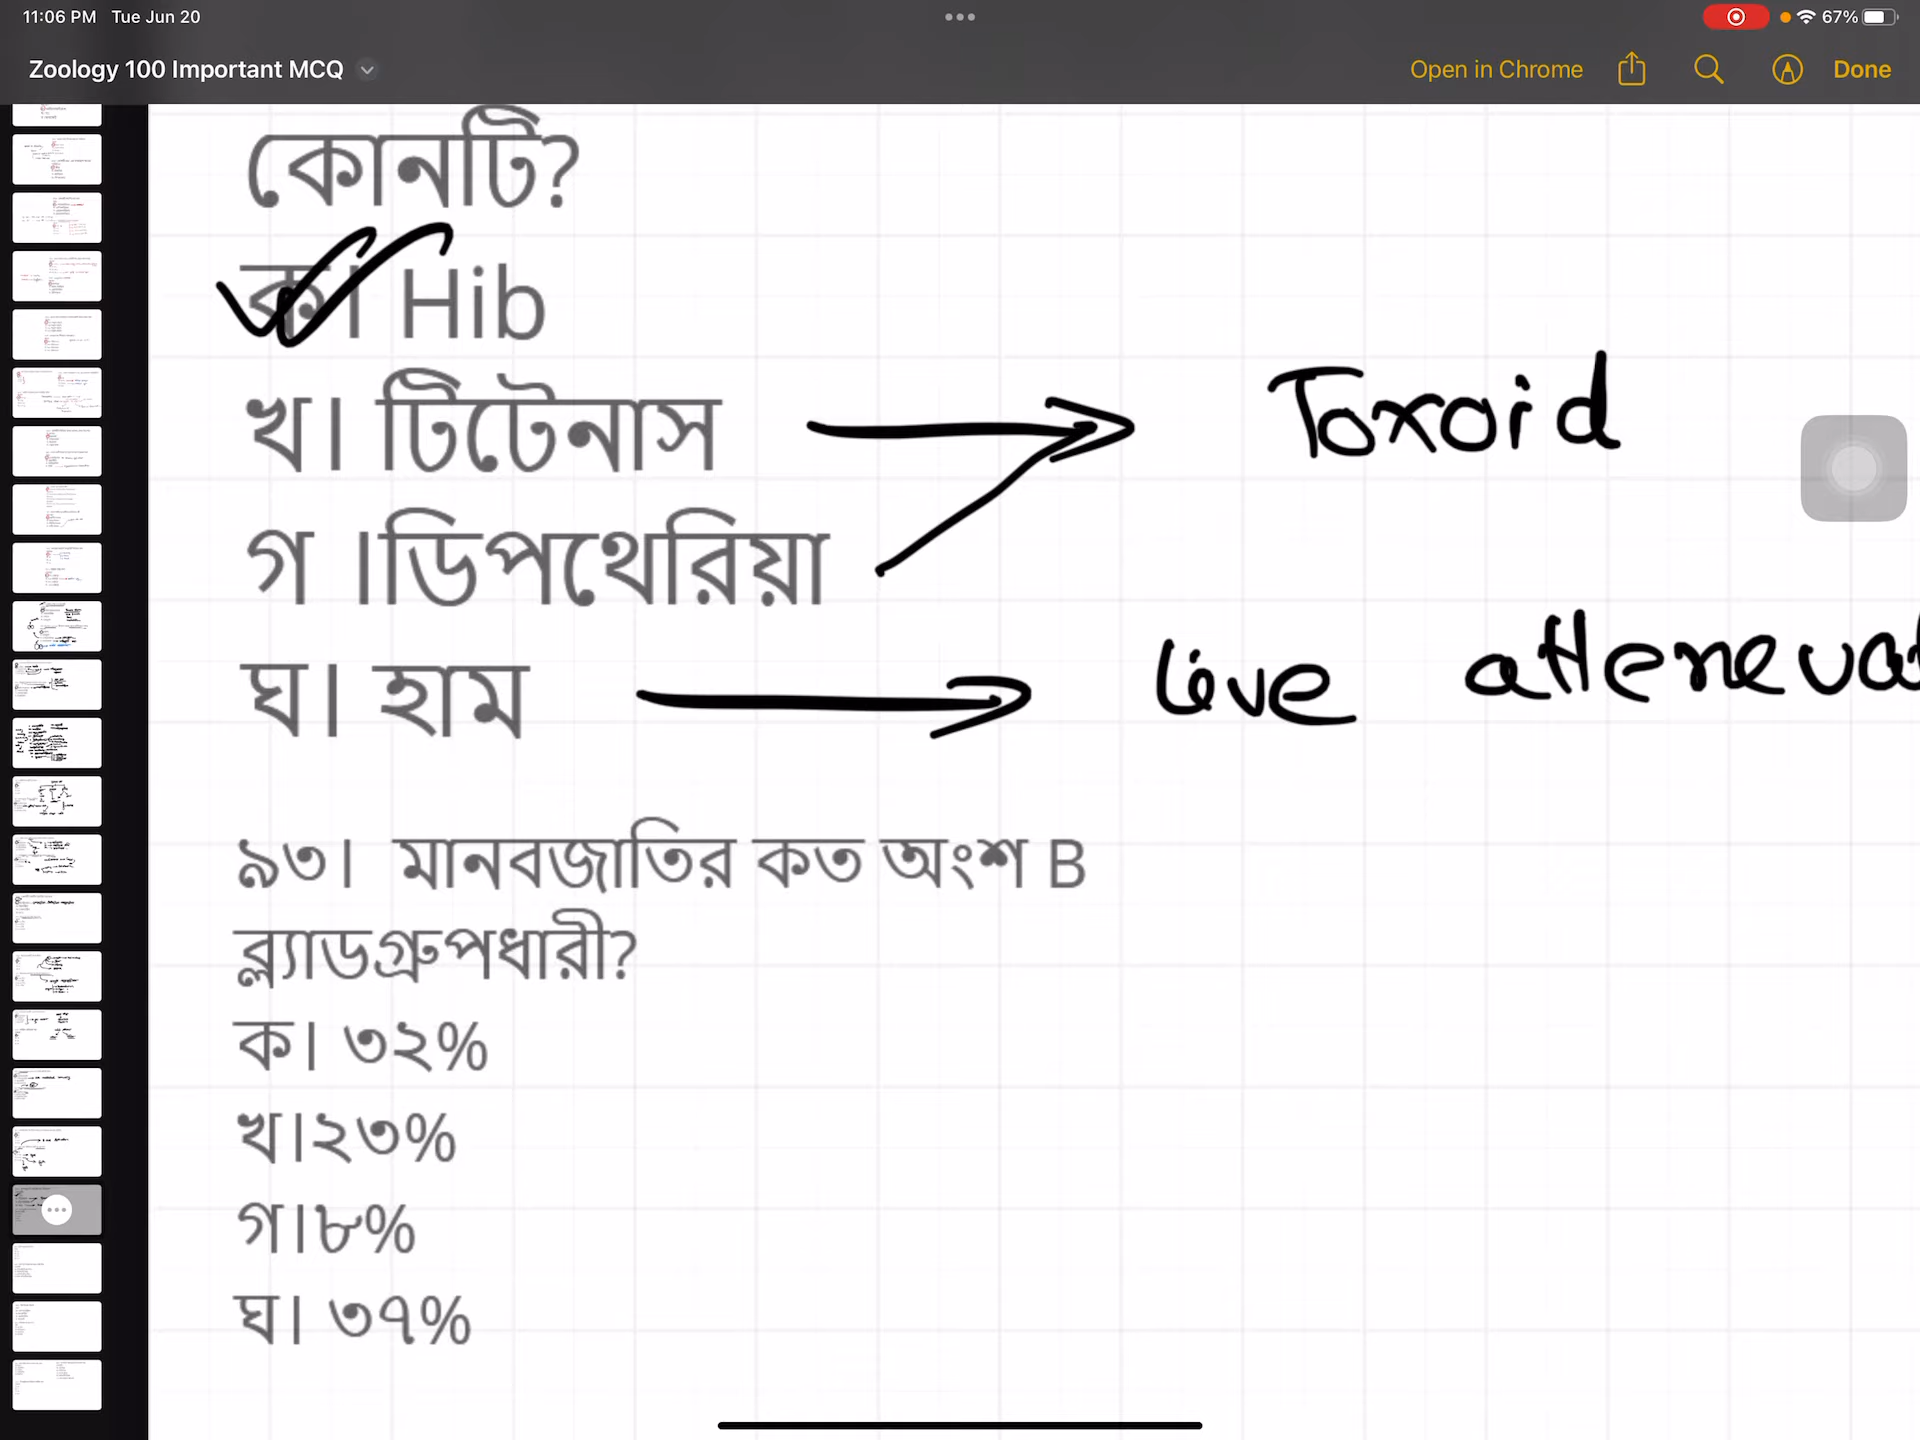 11:06 PM Tue Jun 20
67%
Zoology 100 Important MCQ
Open in Chrome
Done
কোনটি?
ক। Hib
খ। টিটেনাস
Toxoid
গ ।ডিপথেরিয়া
ঘ। হাম
live attenuat
৯৩। মানবজাতির কত অংশ B
ব্ল্যাডগ্রুপধারী?
ক। ৩২%
খ।২৩%
গ।৮%
ঘ। ৩৭%